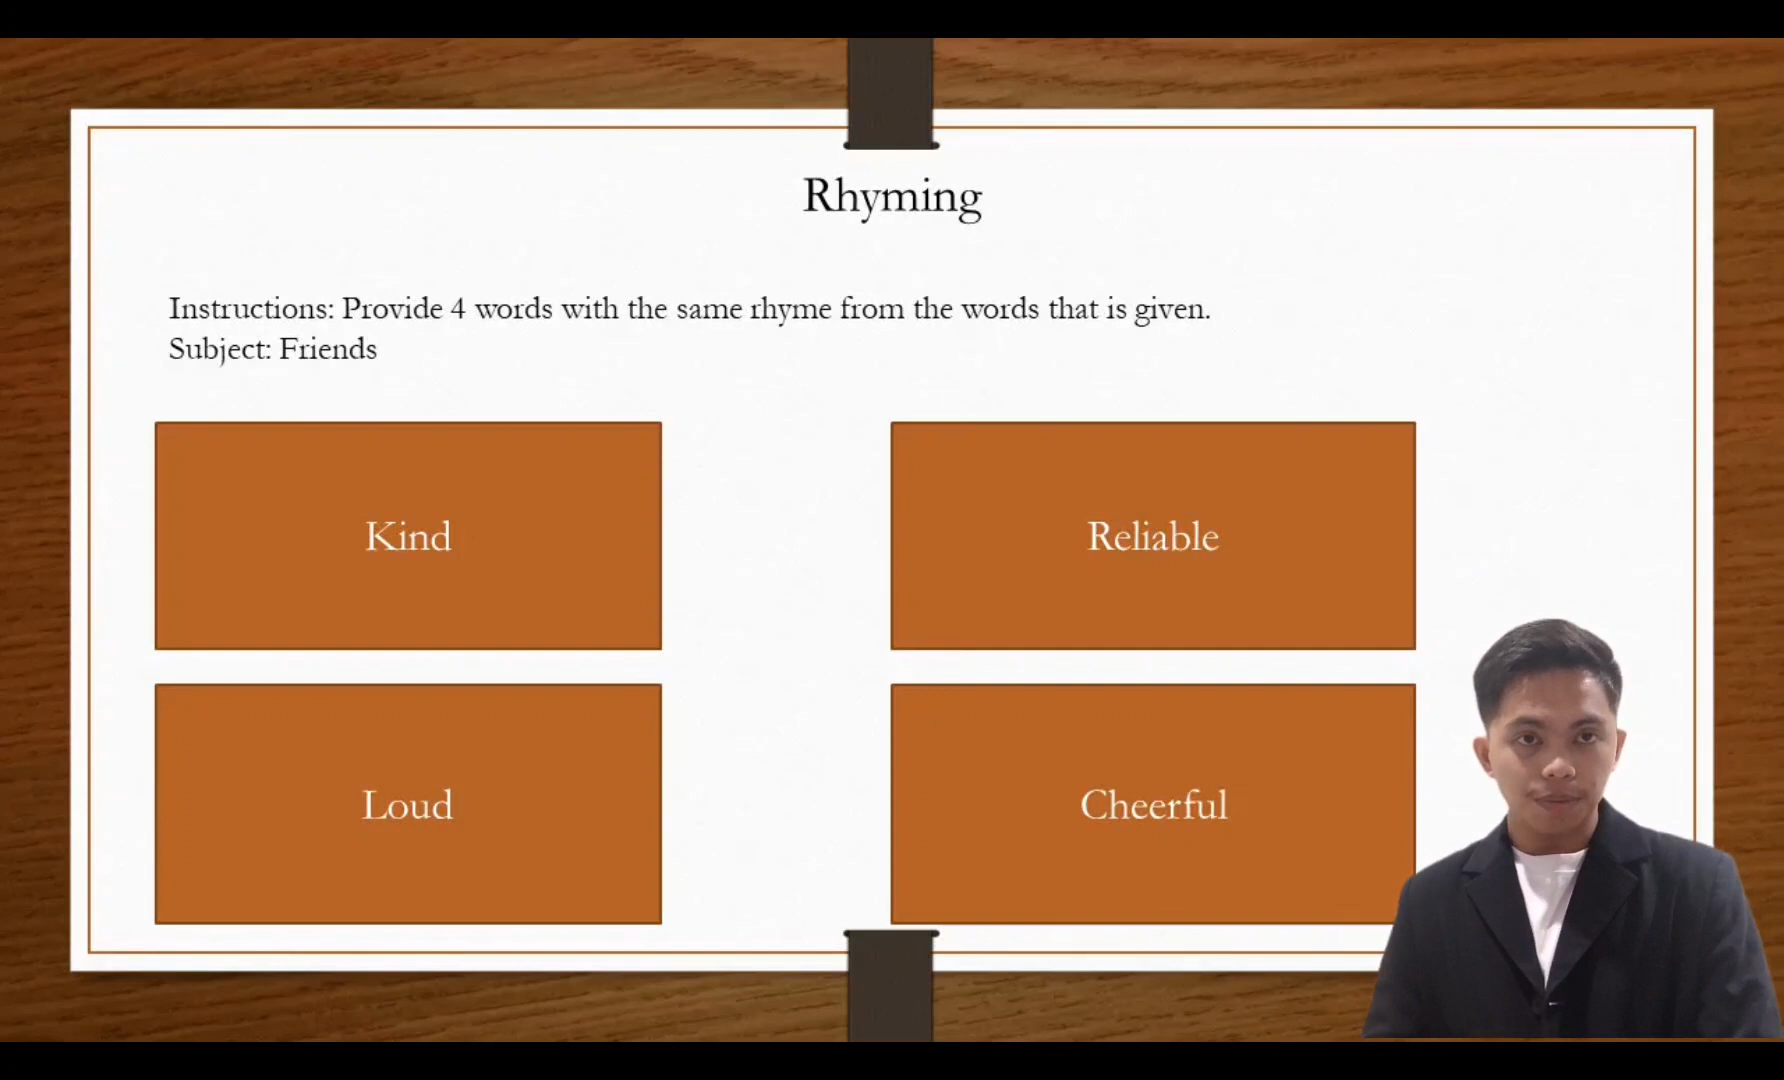 Rhyming
Instructions: Provide 4 words with the same rhyme from the words that is given.
Subject: Friends
Kind
Reliable
Loud
Cheerful